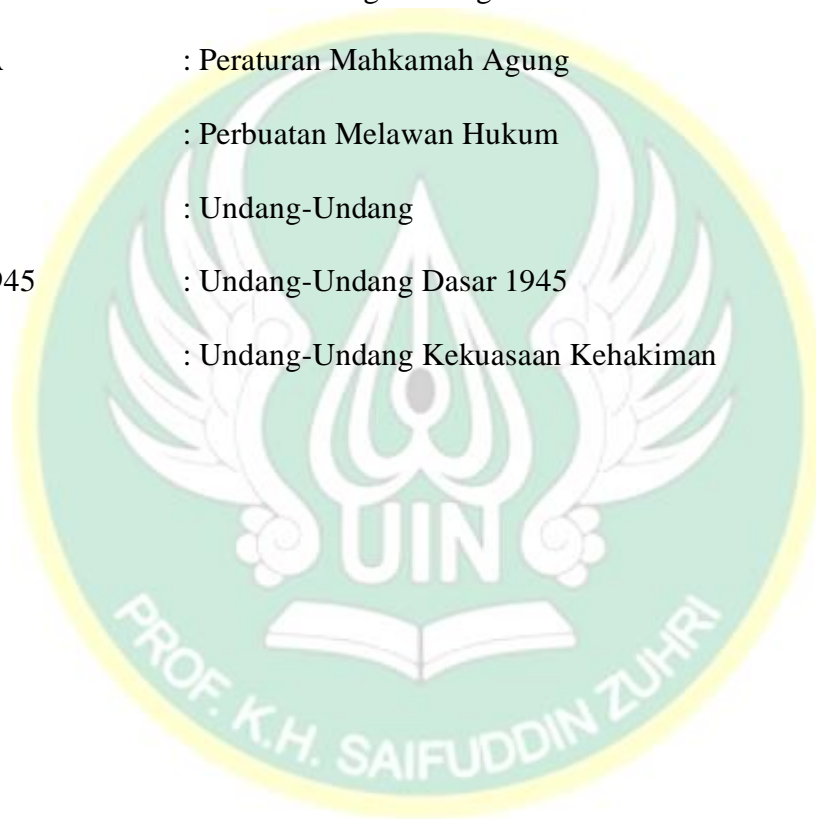 : Peraturan Mahkamah Agung
: Perbuatan Melawan Hukum
: Undang-Undang
945 : Undang-Undang Dasar 1945
: Undang-Undang Kekuasaan Kehakiman
UIN
PROF. K.H. SAIFUDDIN ZUHRI